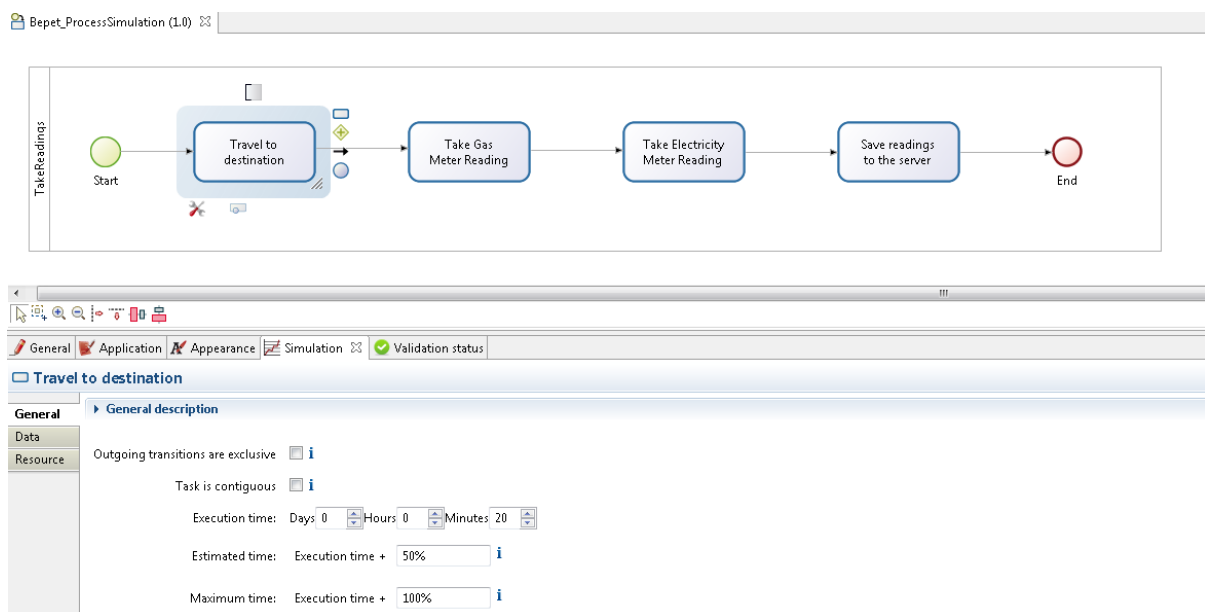 Bepet_ProcessSimulation (1.0)
TakeReadings
Start
Travel to
destination
Take Gas
Meter Reading
Take Electricity
Meter Reading
Save readings
to the server
End
General Application Appearance Simulation Validation status
Travel to destination
General
General description
Data
Resource
Outgoing transitions are exclusive
Task is contiguous
Execution time: Days 0 Hours 0 Minutes 20
Estimated time: Execution time + 50%
Maximum time: Execution time + 100%